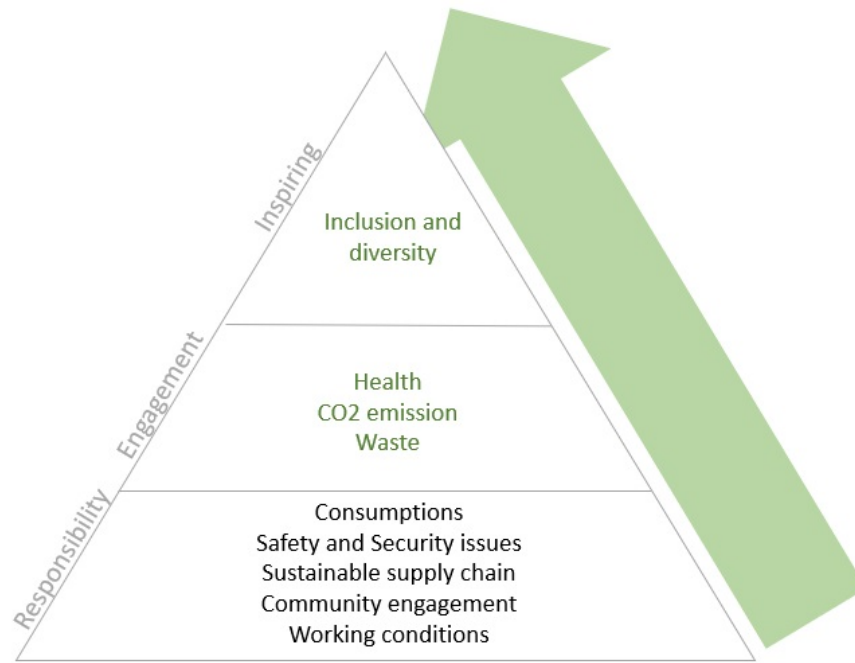 Inspiring
Inclusion and
diversity
Engagement
Health
CO2 emission
Waste
Responsibility
Consumptions
Safety and Security issues
Sustainable supply chain
Community engagement
Working conditions